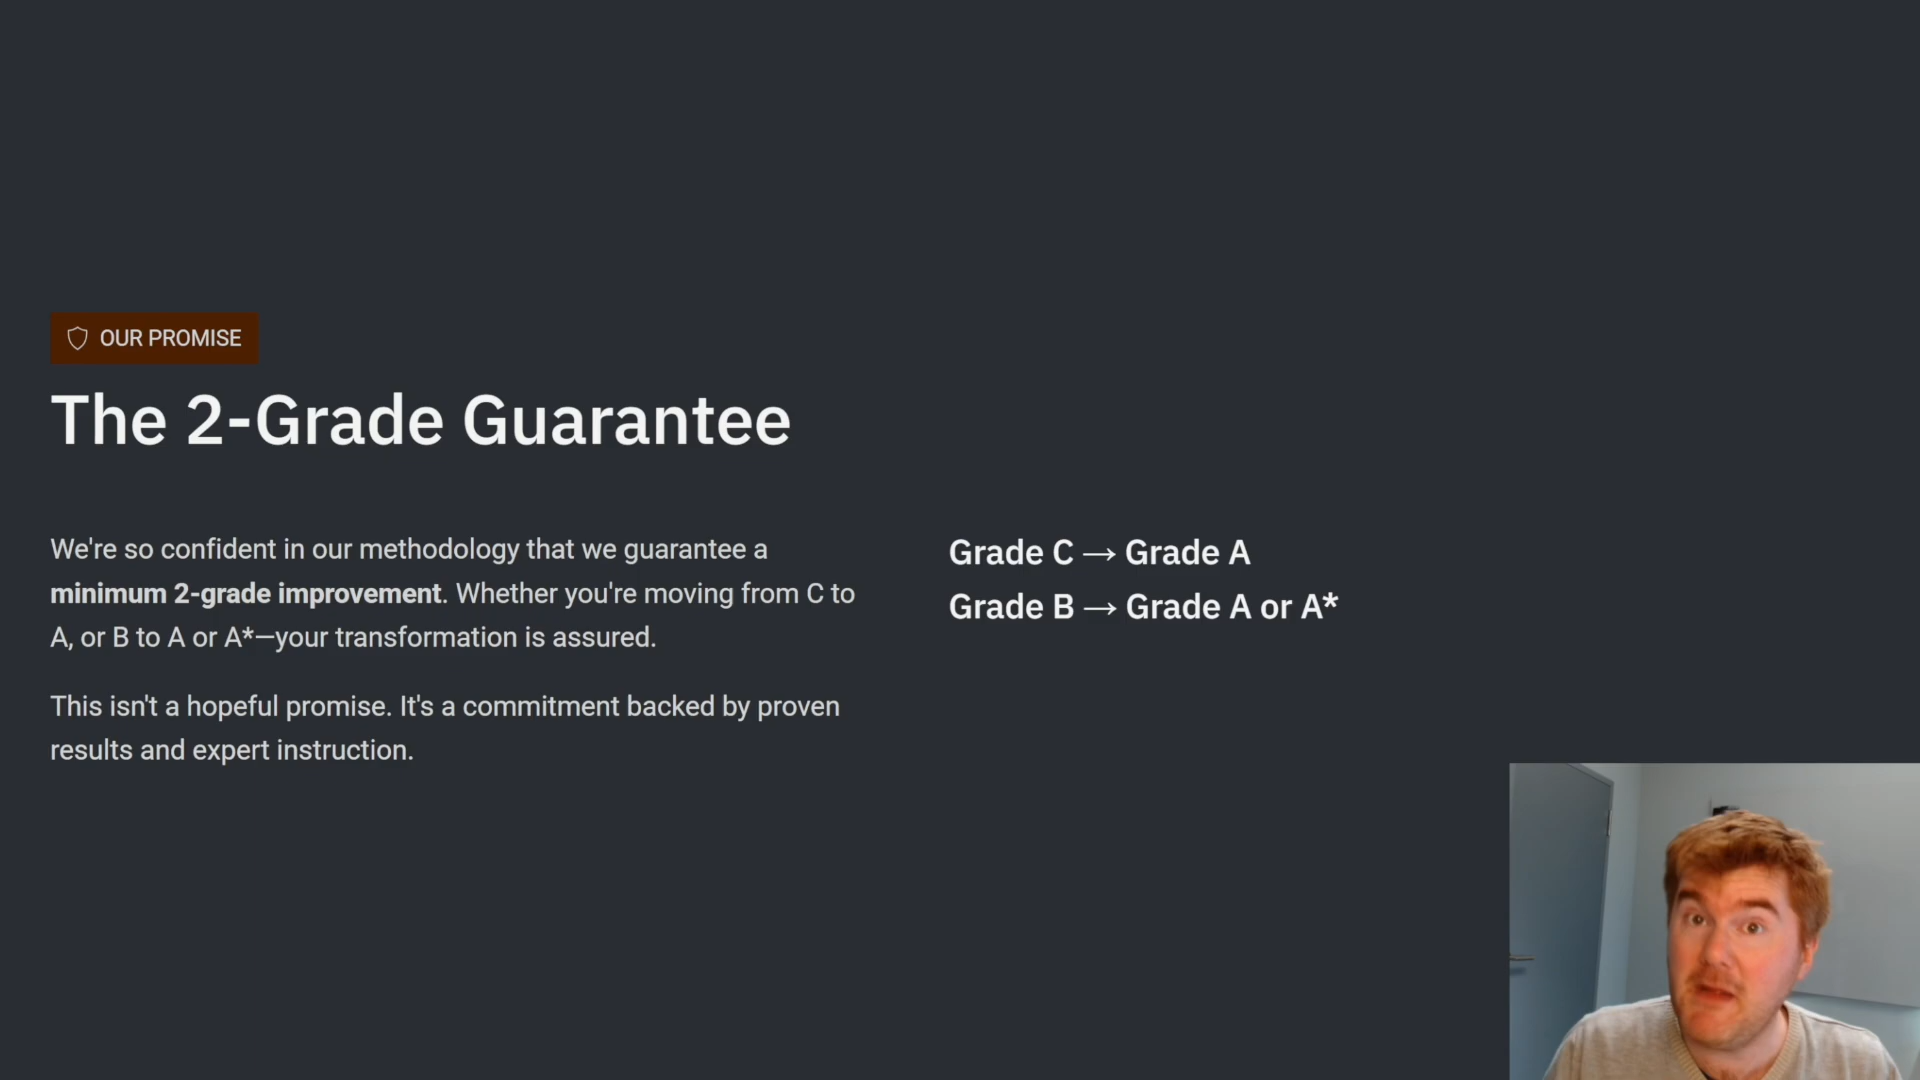 OUR PROMISE
The 2-Grade Guarantee
We're so confident in our methodology that we guarantee a
minimum 2-grade improvement. Whether you're moving from C to
A, or B to A or A*—your transformation is assured.
This isn't a hopeful promise. It's a commitment backed by proven
results and expert instruction.
Grade C → Grade A
Grade B → Grade A or A*